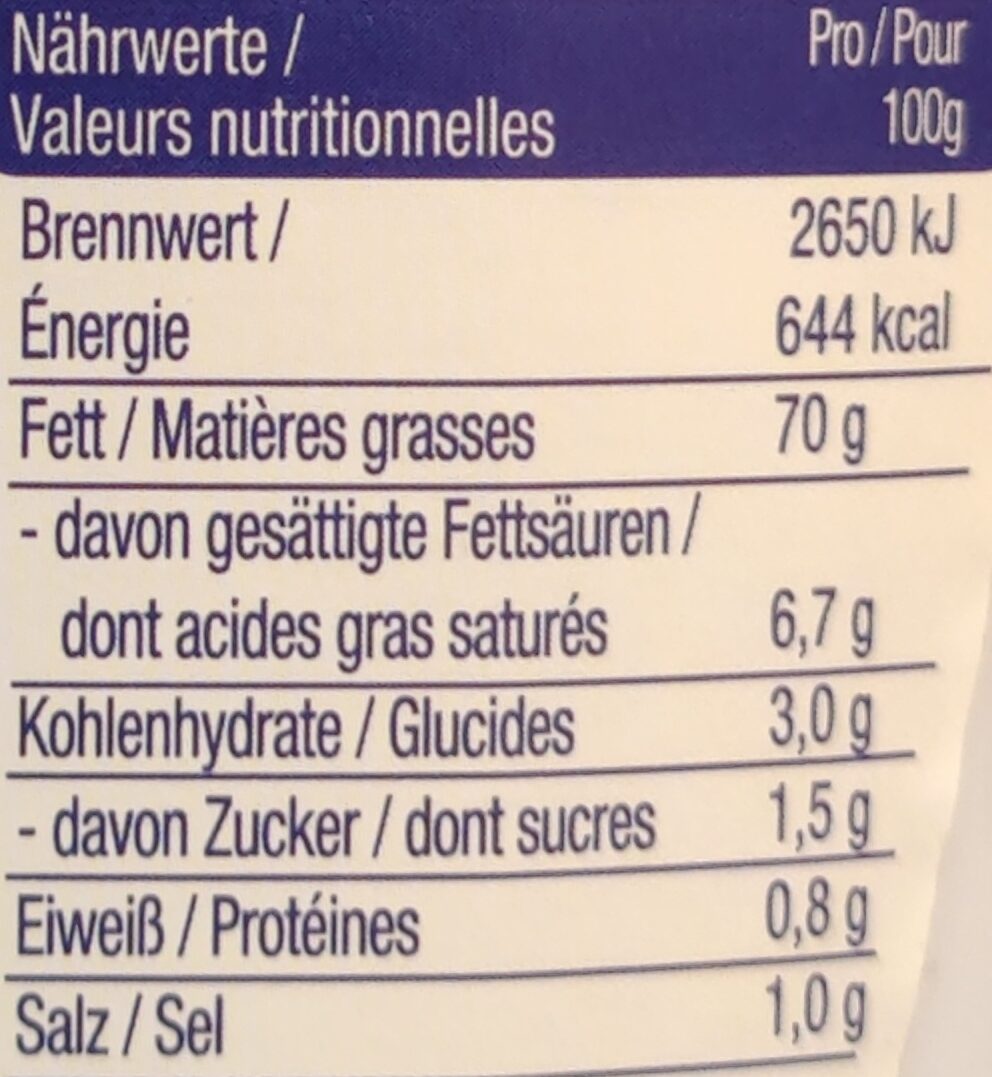 Nährwerte / Pro / Pour
Valeurs nutritionnelles 100g
Brennwert / 2650 kJ
Énergie 644 kcal
Fett / Matières grasses 70 g
- davon gesättigte Fettsäuren /
dont acides gras saturés 6,7 g
Kohlenhydrate / Glucides 3,0 g
- davon Zucker / dont sucres 1,5 g
Eiweiß / Protéines 0,8 g
Salz / Sel 1,0 g